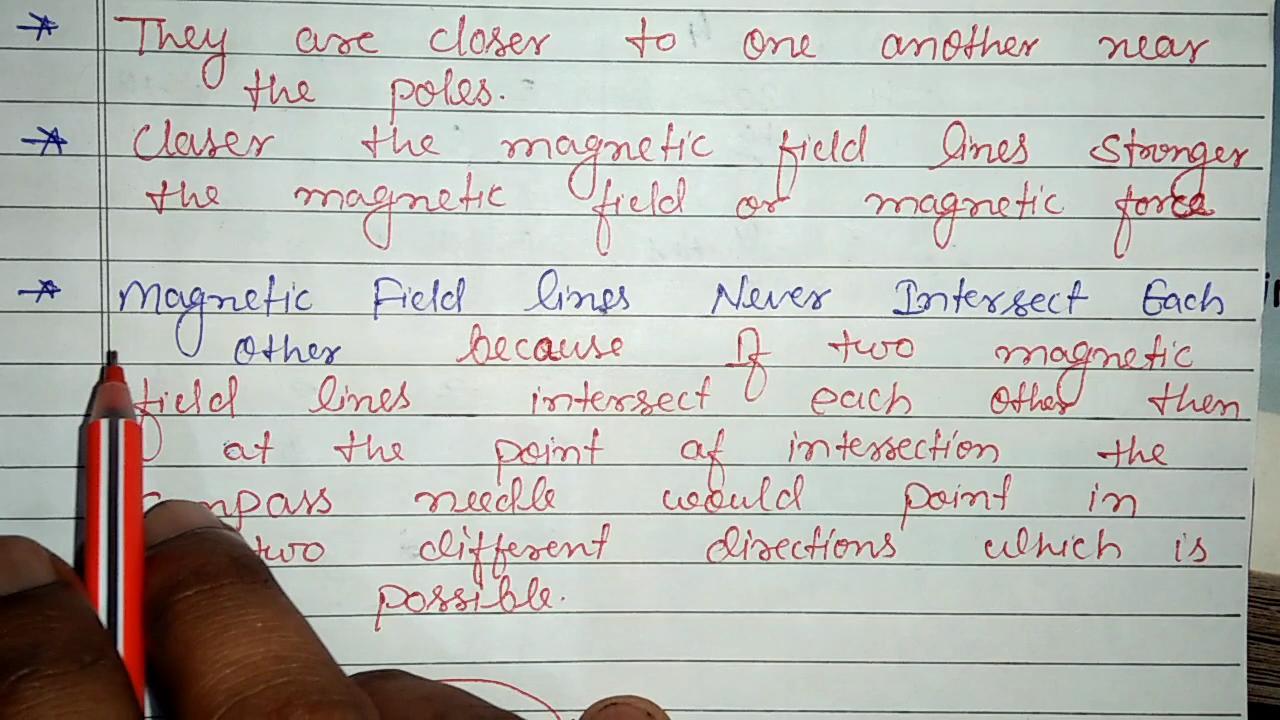 They are closer to one another near
the poles.
Closer the magnetic field lines stronger
the magnetic field or magnetic force
Magnetic Field lines Never Intersect Each
Other because If two magnetic
field lines intersect each other then
at the point of intersection the
needle would point in
two different directions which is
possible.